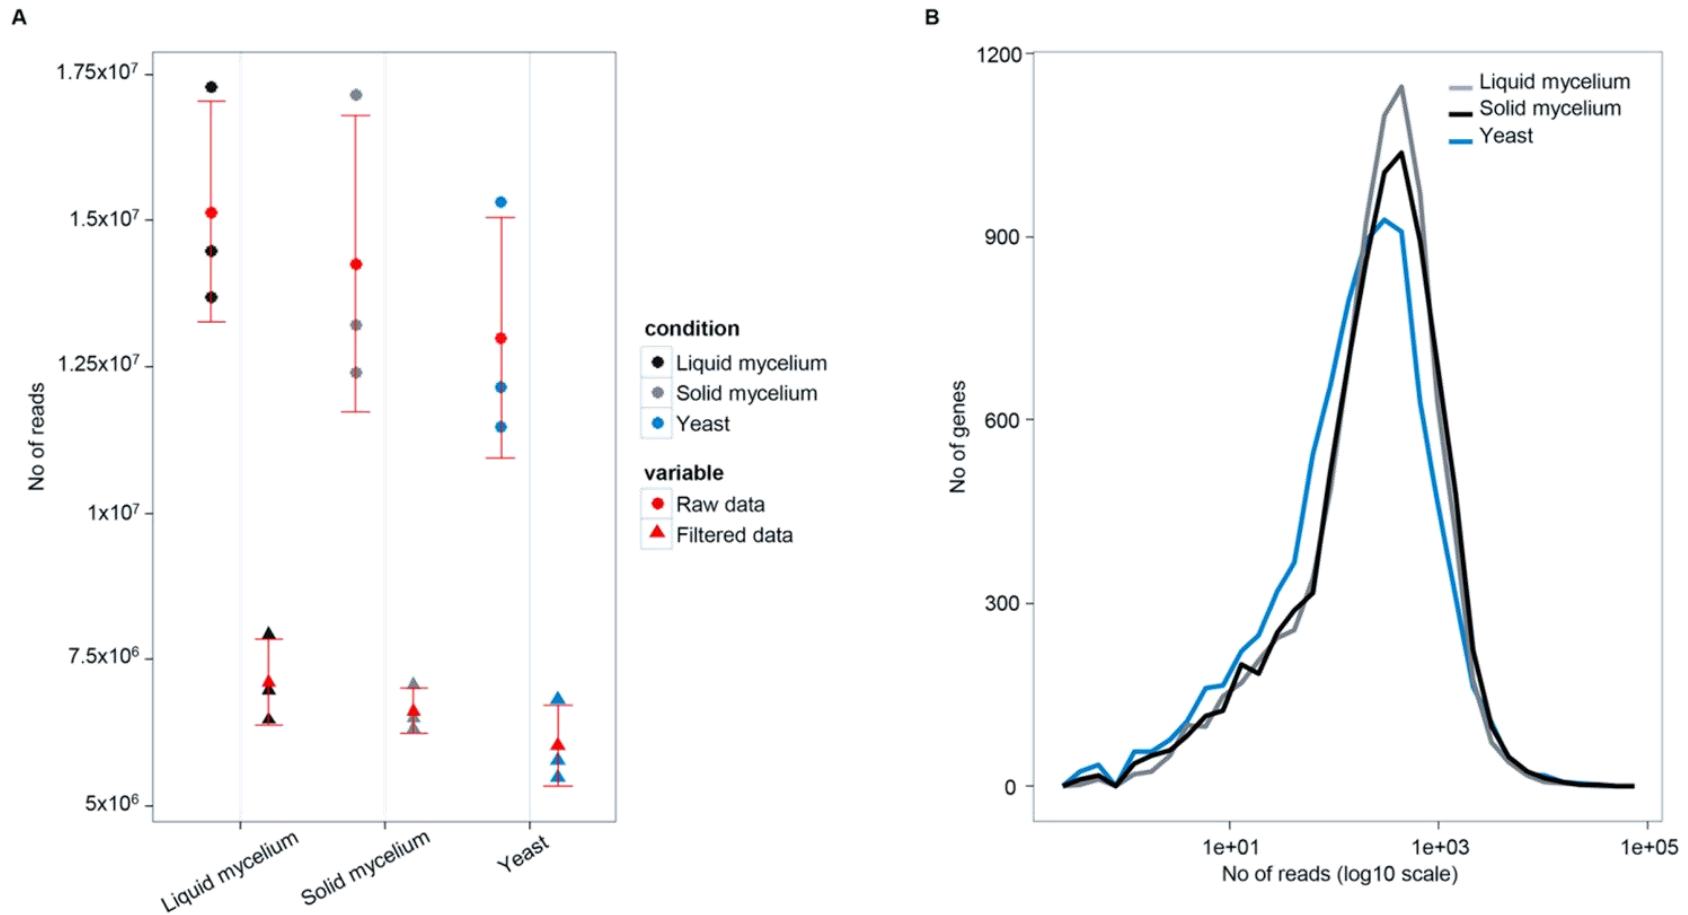 A
No of reads
1.75x10⁷
1.5x10⁷
1.25x10⁷
1x10⁷
7.5x10⁶
5x10⁶
Liquid mycelium
Solid mycelium
Yeast
condition
Liquid mycelium
Solid mycelium
Yeast
variable
Raw data
Filtered data
B
No of genes
1200
900
600
300
0
Liquid mycelium
Solid mycelium
Yeast
1e+01
1e+03
1e+05
No of reads (log10 scale)